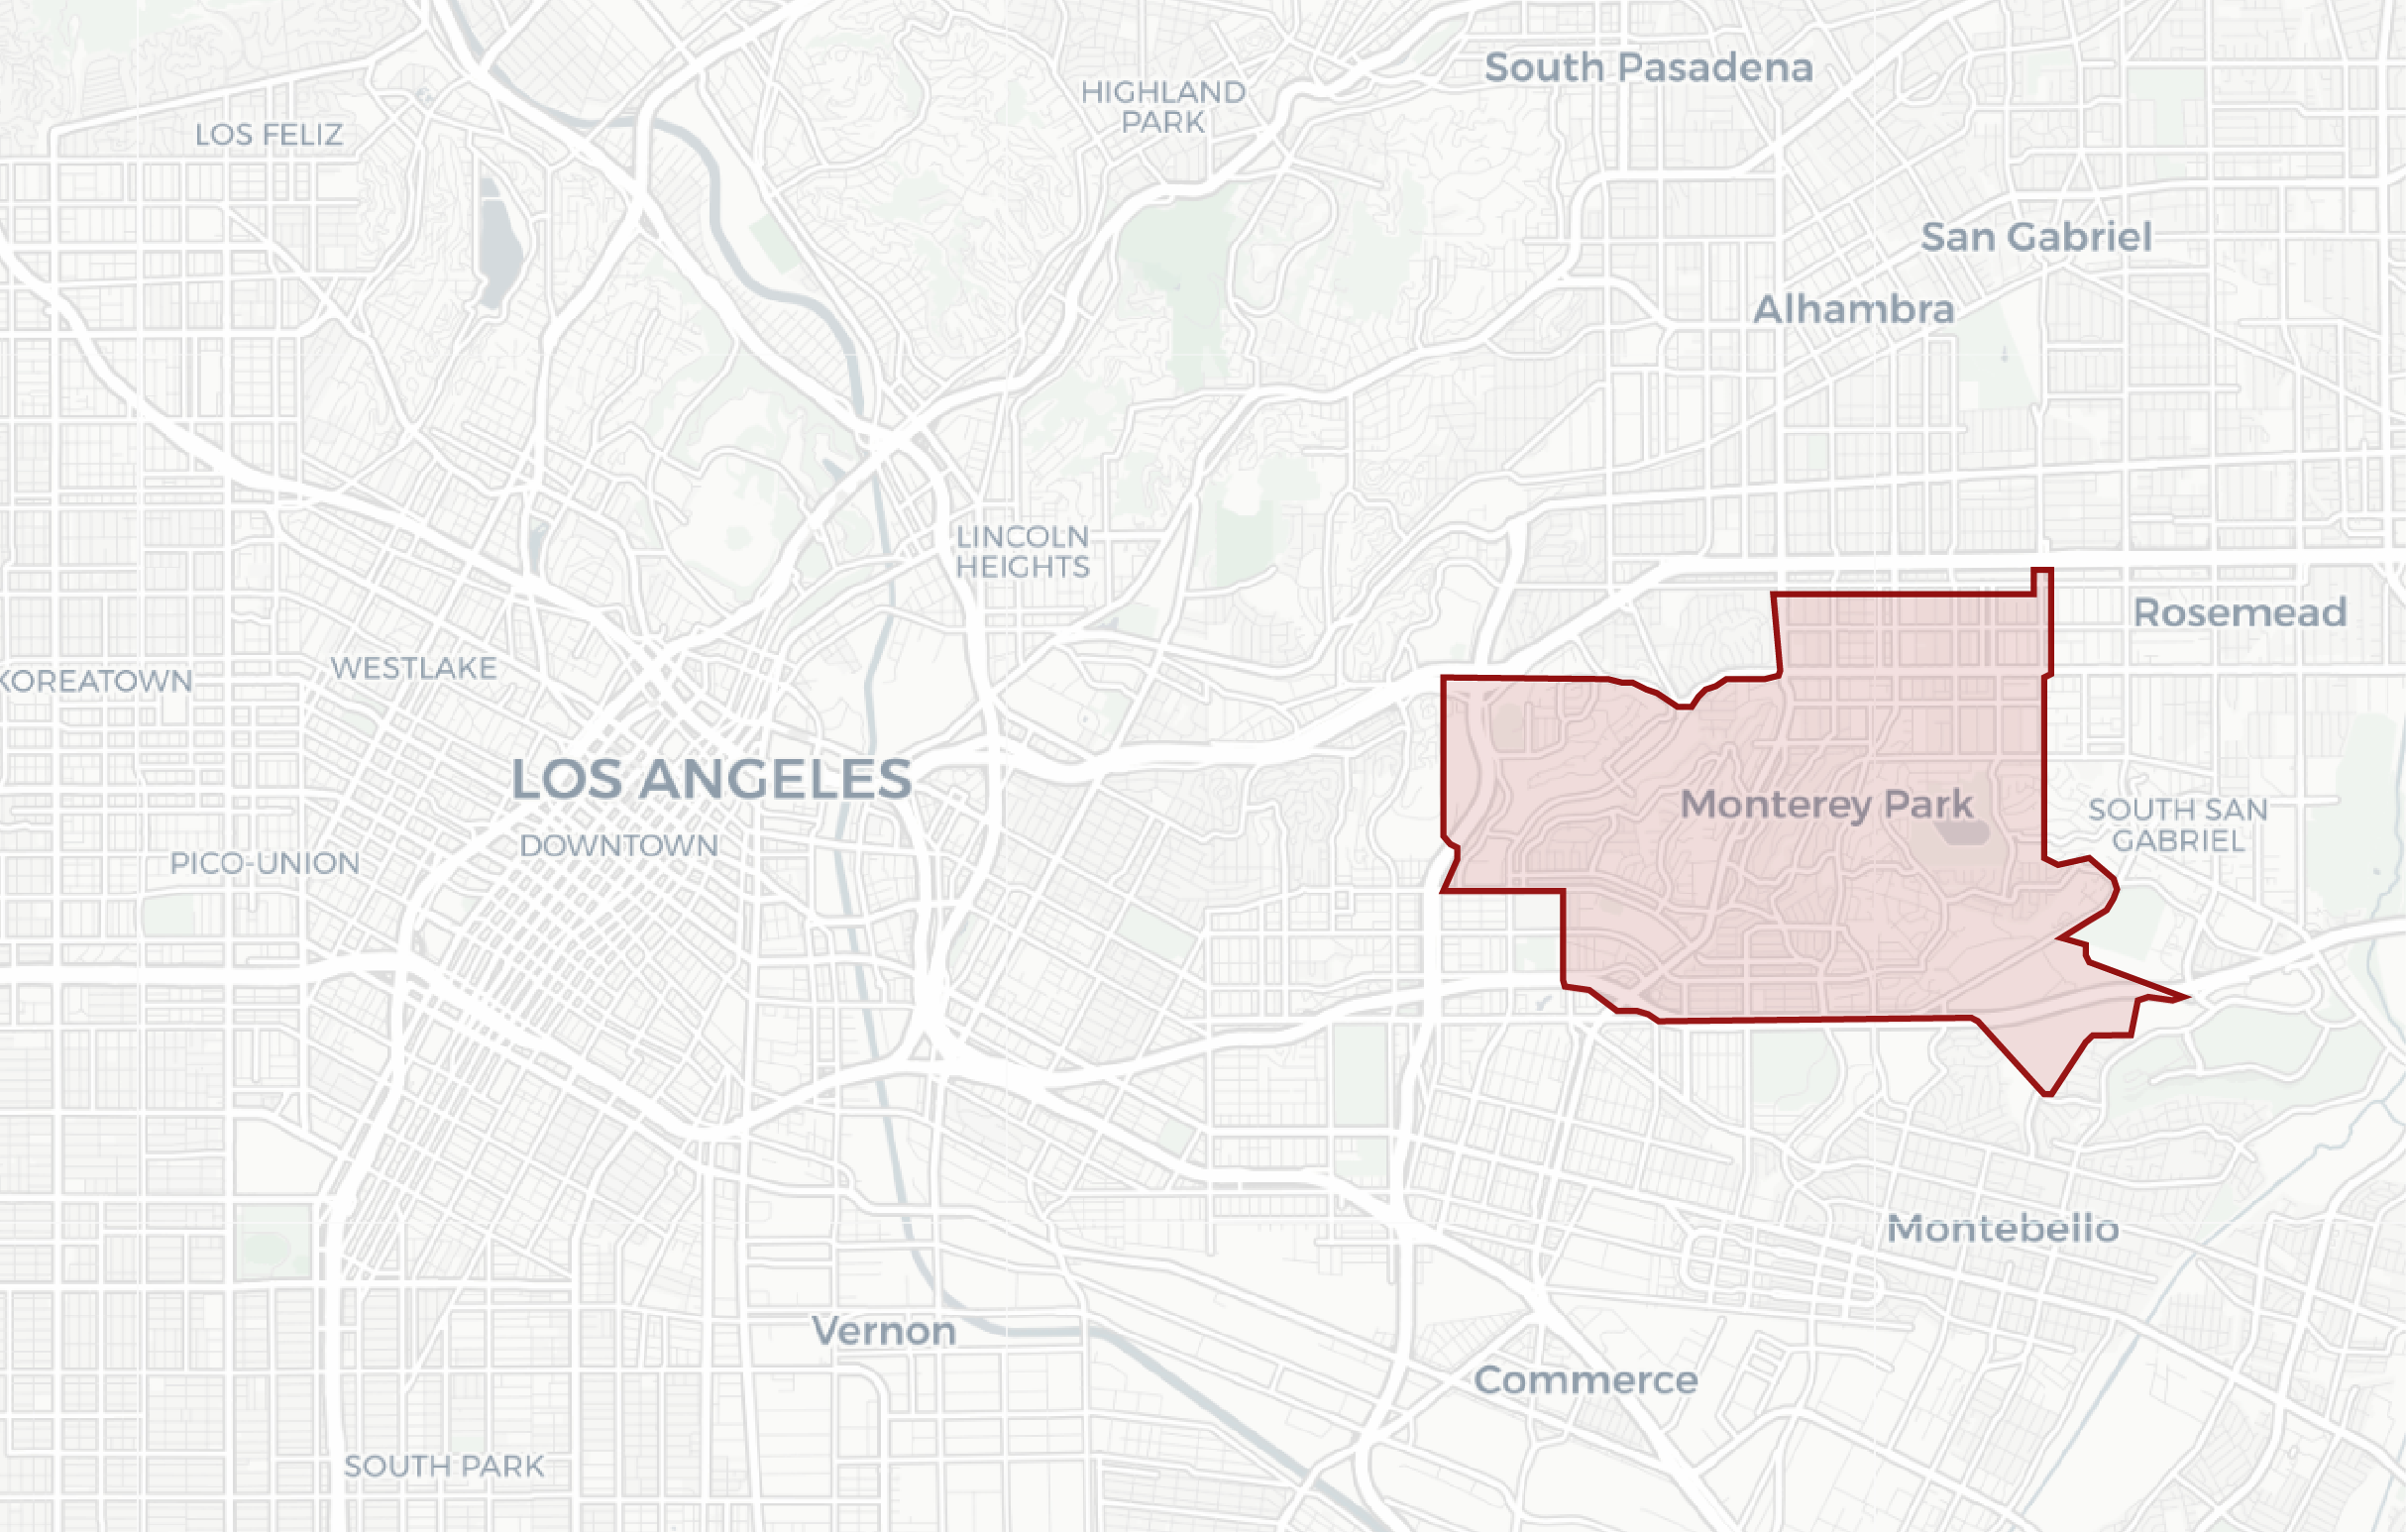 South Pasadena
HIGHLAND
PARK
LOS FELIZ
San Gabriel
Alhambra
LINCOLN
HEIGHTS
Rosemead
WESTLAKE
KOREATOWN
LOS ANGELES
Monterey Park
SOUTH SAN
GABRIEL
DOWNTOWN
PICO-UNION
Montebello
Vernon
Commerce
SOUTH PARK